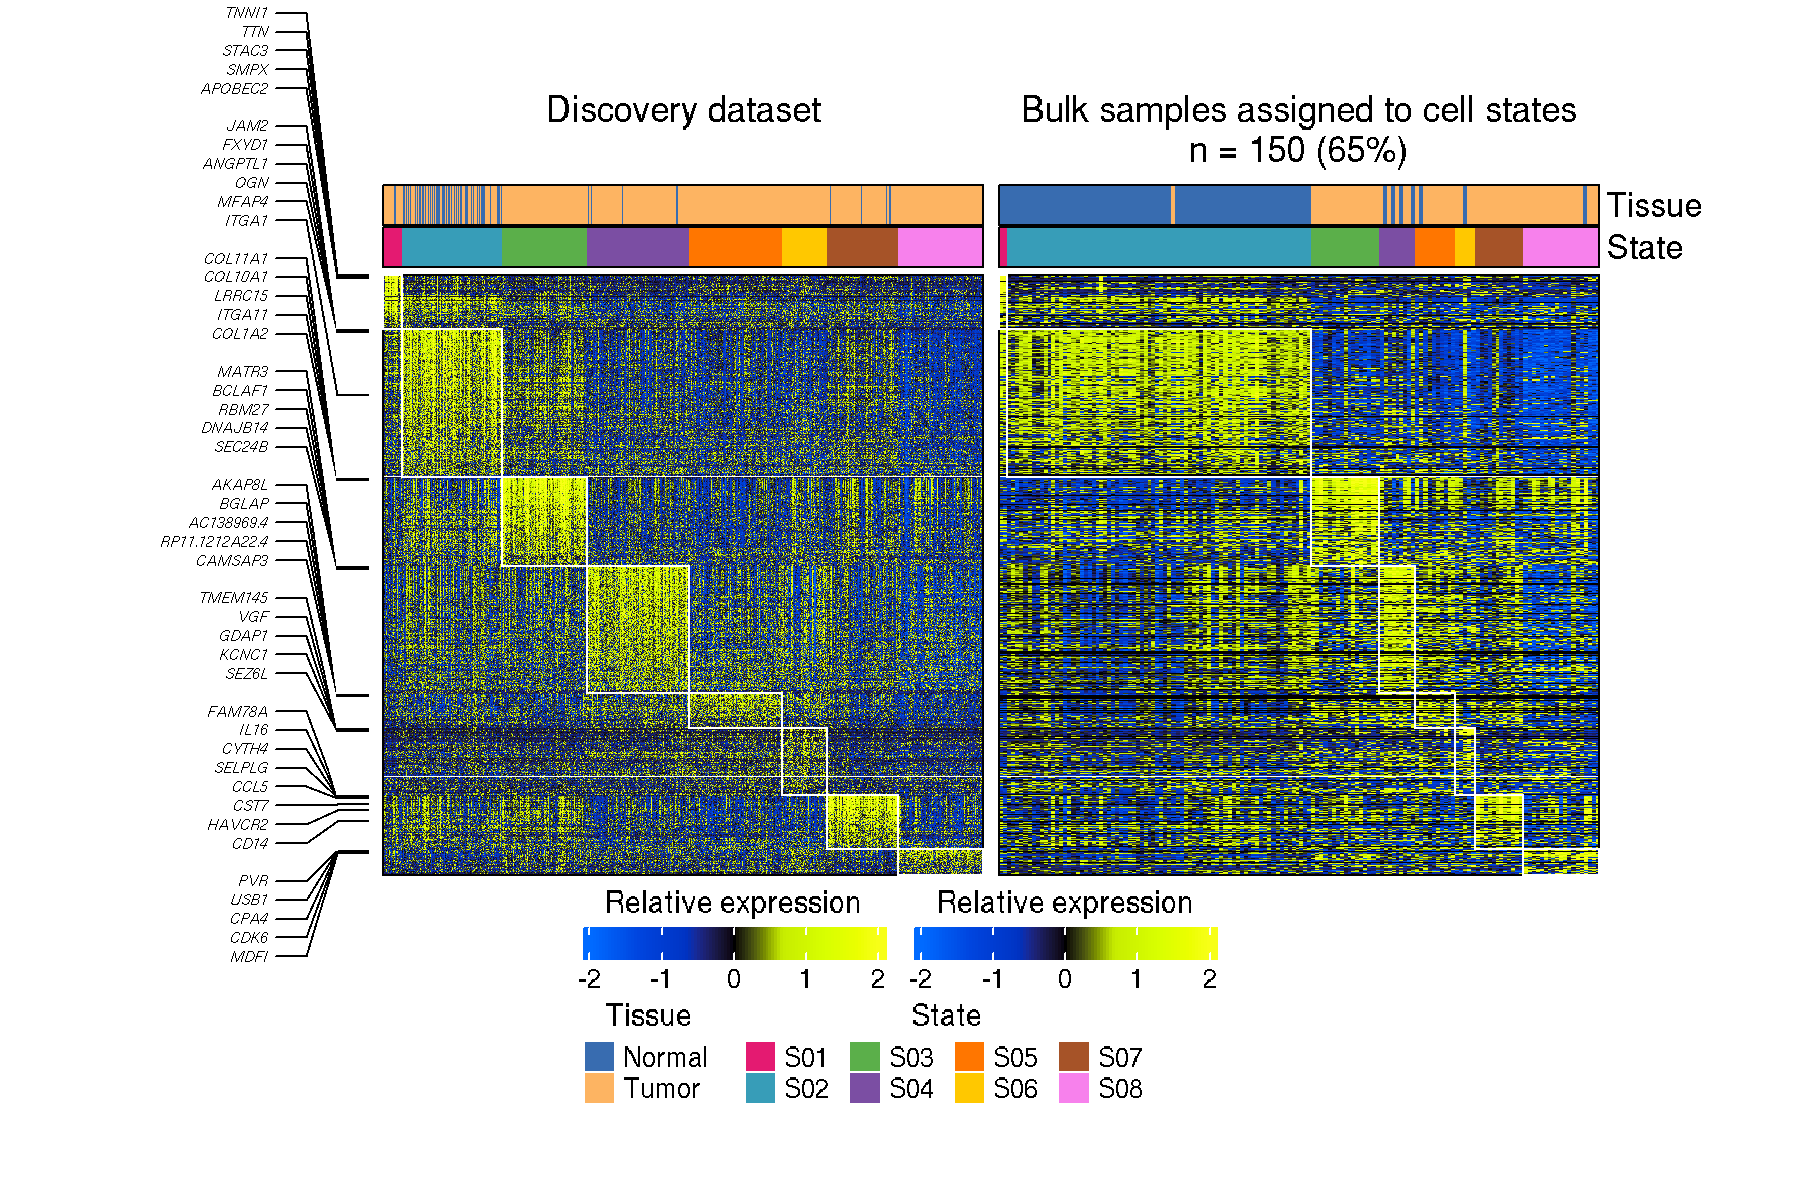 TNNI1
TTN
STAC3
SMPX
APOBEC2
JAM2
FXYD1
ANGPTL1
OGN
MFAP4
ITGA1
COL11A1
COL10A1
LRRC15
ITGA11
COL1A2
MATR3
BCLAF1
RBM27
DNAJB14
SEC24B
AKAP8L
BGLAP
AC138969.4
RP11.1212A22.4
CAMSAP3
TMEM145
VGF
GDAP1
KCNC1
SEZ6L
FAM78A
IL16
CYTH4
SELPLG
CCL5
CST7
HAVCR2
CD14
PVR
USB1
CPA4
CDK6
MDFI
Discovery dataset
Bulk samples assigned to cell states
n = 150 (65%)
Tissue
State
Relative expression
-2 -1 0 1 2
Relative expression
-2 -1 0 1 2
Tissue
Normal
Tumor
State
S01 S03 S05 S07
S02 S04 S06 S08